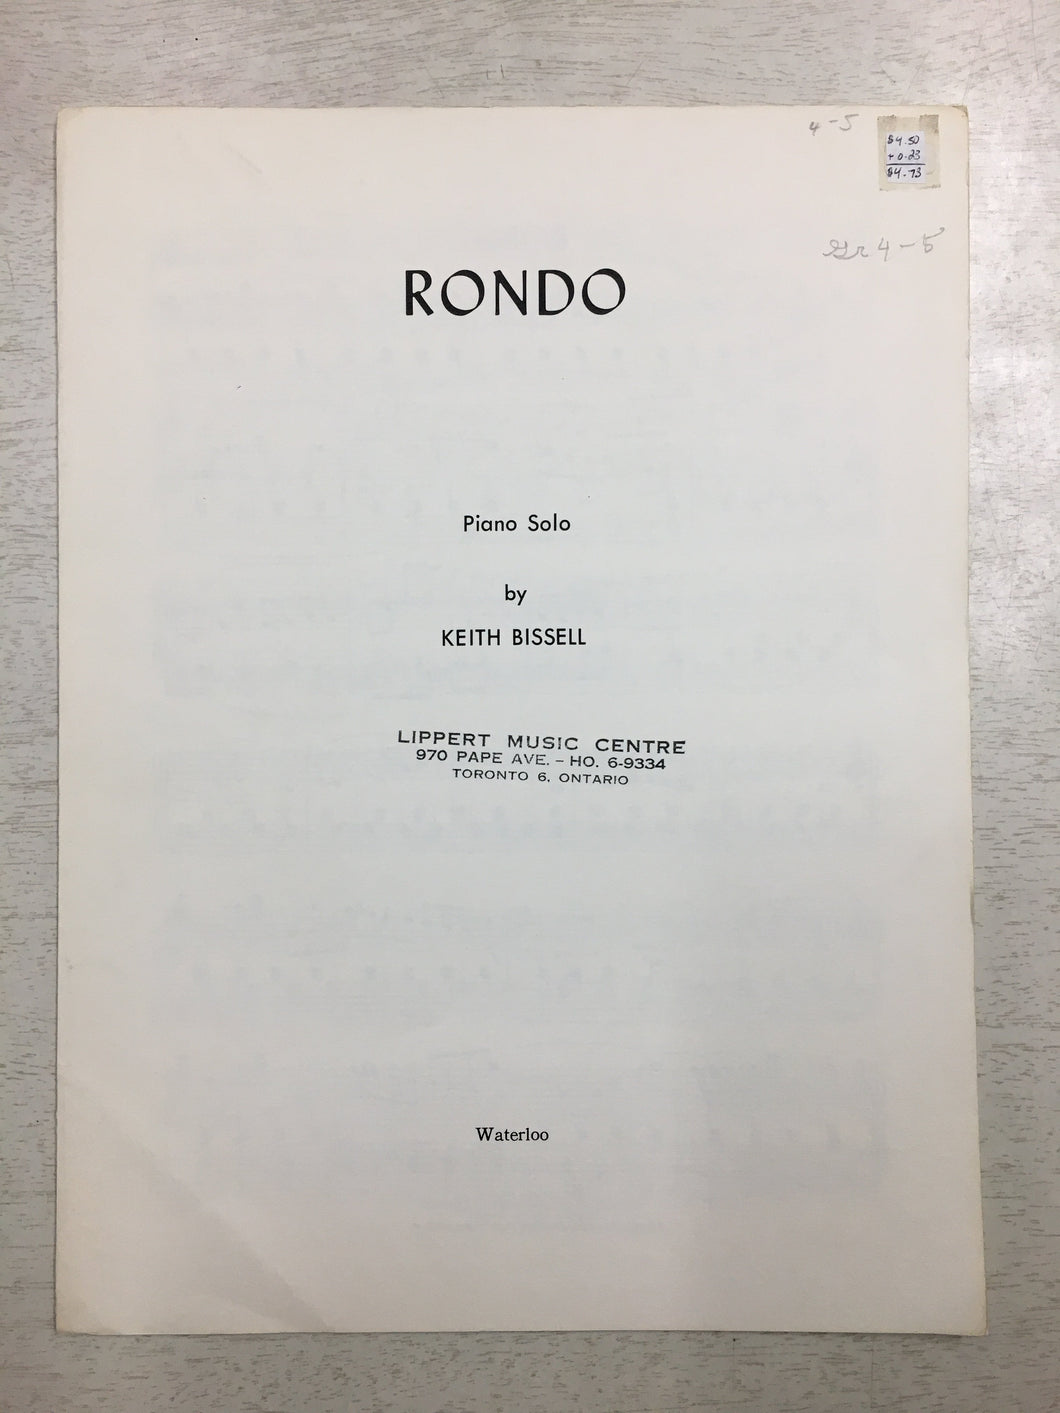 4-5
$4.50
+ 0.23
$4.73
Gr 4-5
RONDO
Piano Solo
by
KEITH BISSELL
LIPPERT MUSIC CENTRE
970 PAPE AVE. - HO. 6-9334
TORONTO 6, ONTARIO
Waterloo